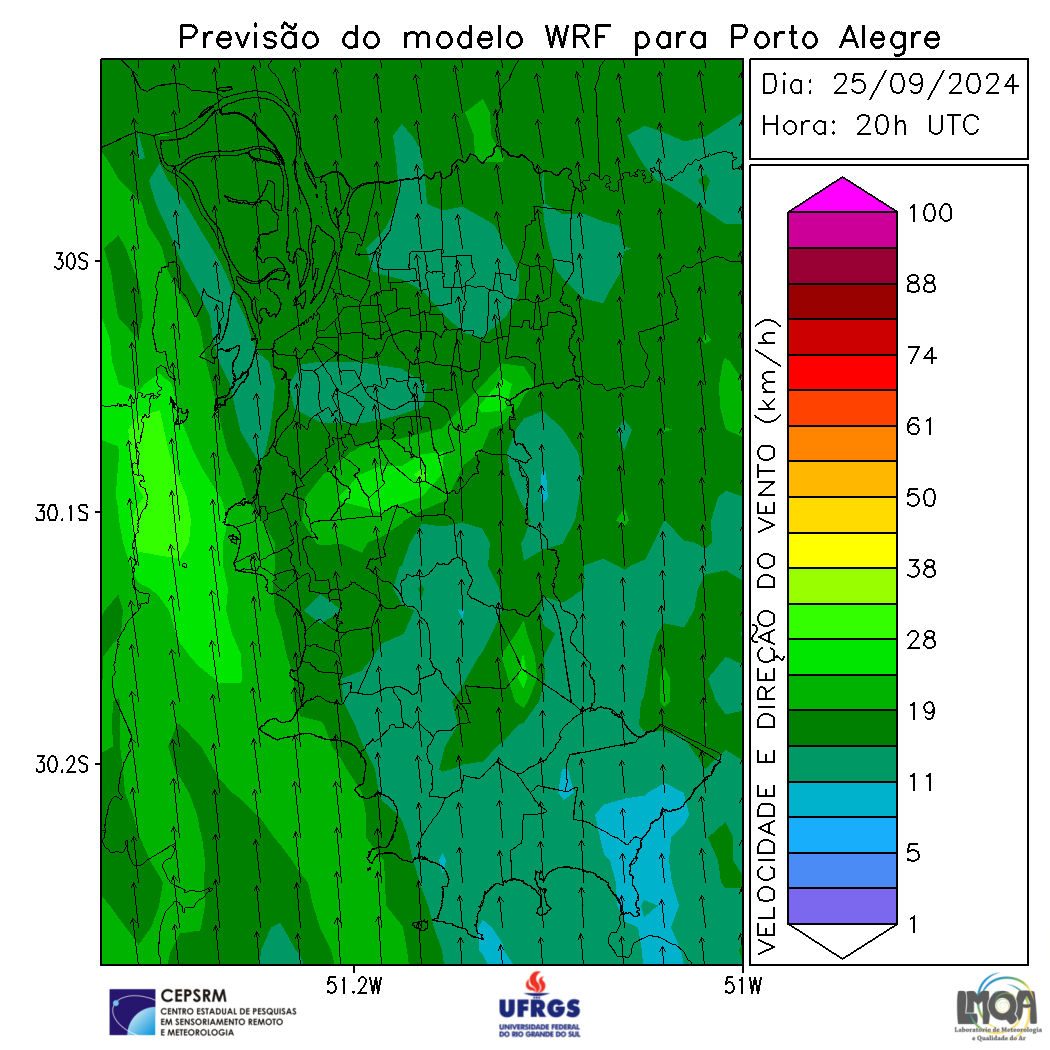 Previsão do modelo WRF para Porto Alegre
Dia: 25/09/2024
Hora: 20h UTC
30S
30.1S
30.2S
51.2W
51W
VELOCIDADE E DIREÇÃO DO VENTO (km/h)
100
88
74
61
50
38
28
19
11
5
1
CEPSRM
CENTRO ESTADUAL DE PESQUISAS
EM SENSORIAMENTO REMOTO
E METEOROLOGIA
UFRGS
UNIVERSIDADE FEDERAL
DO RIO GRANDE DO SUL
LMQA
Laboratório de Meteorologia
e Qualidade do Ar